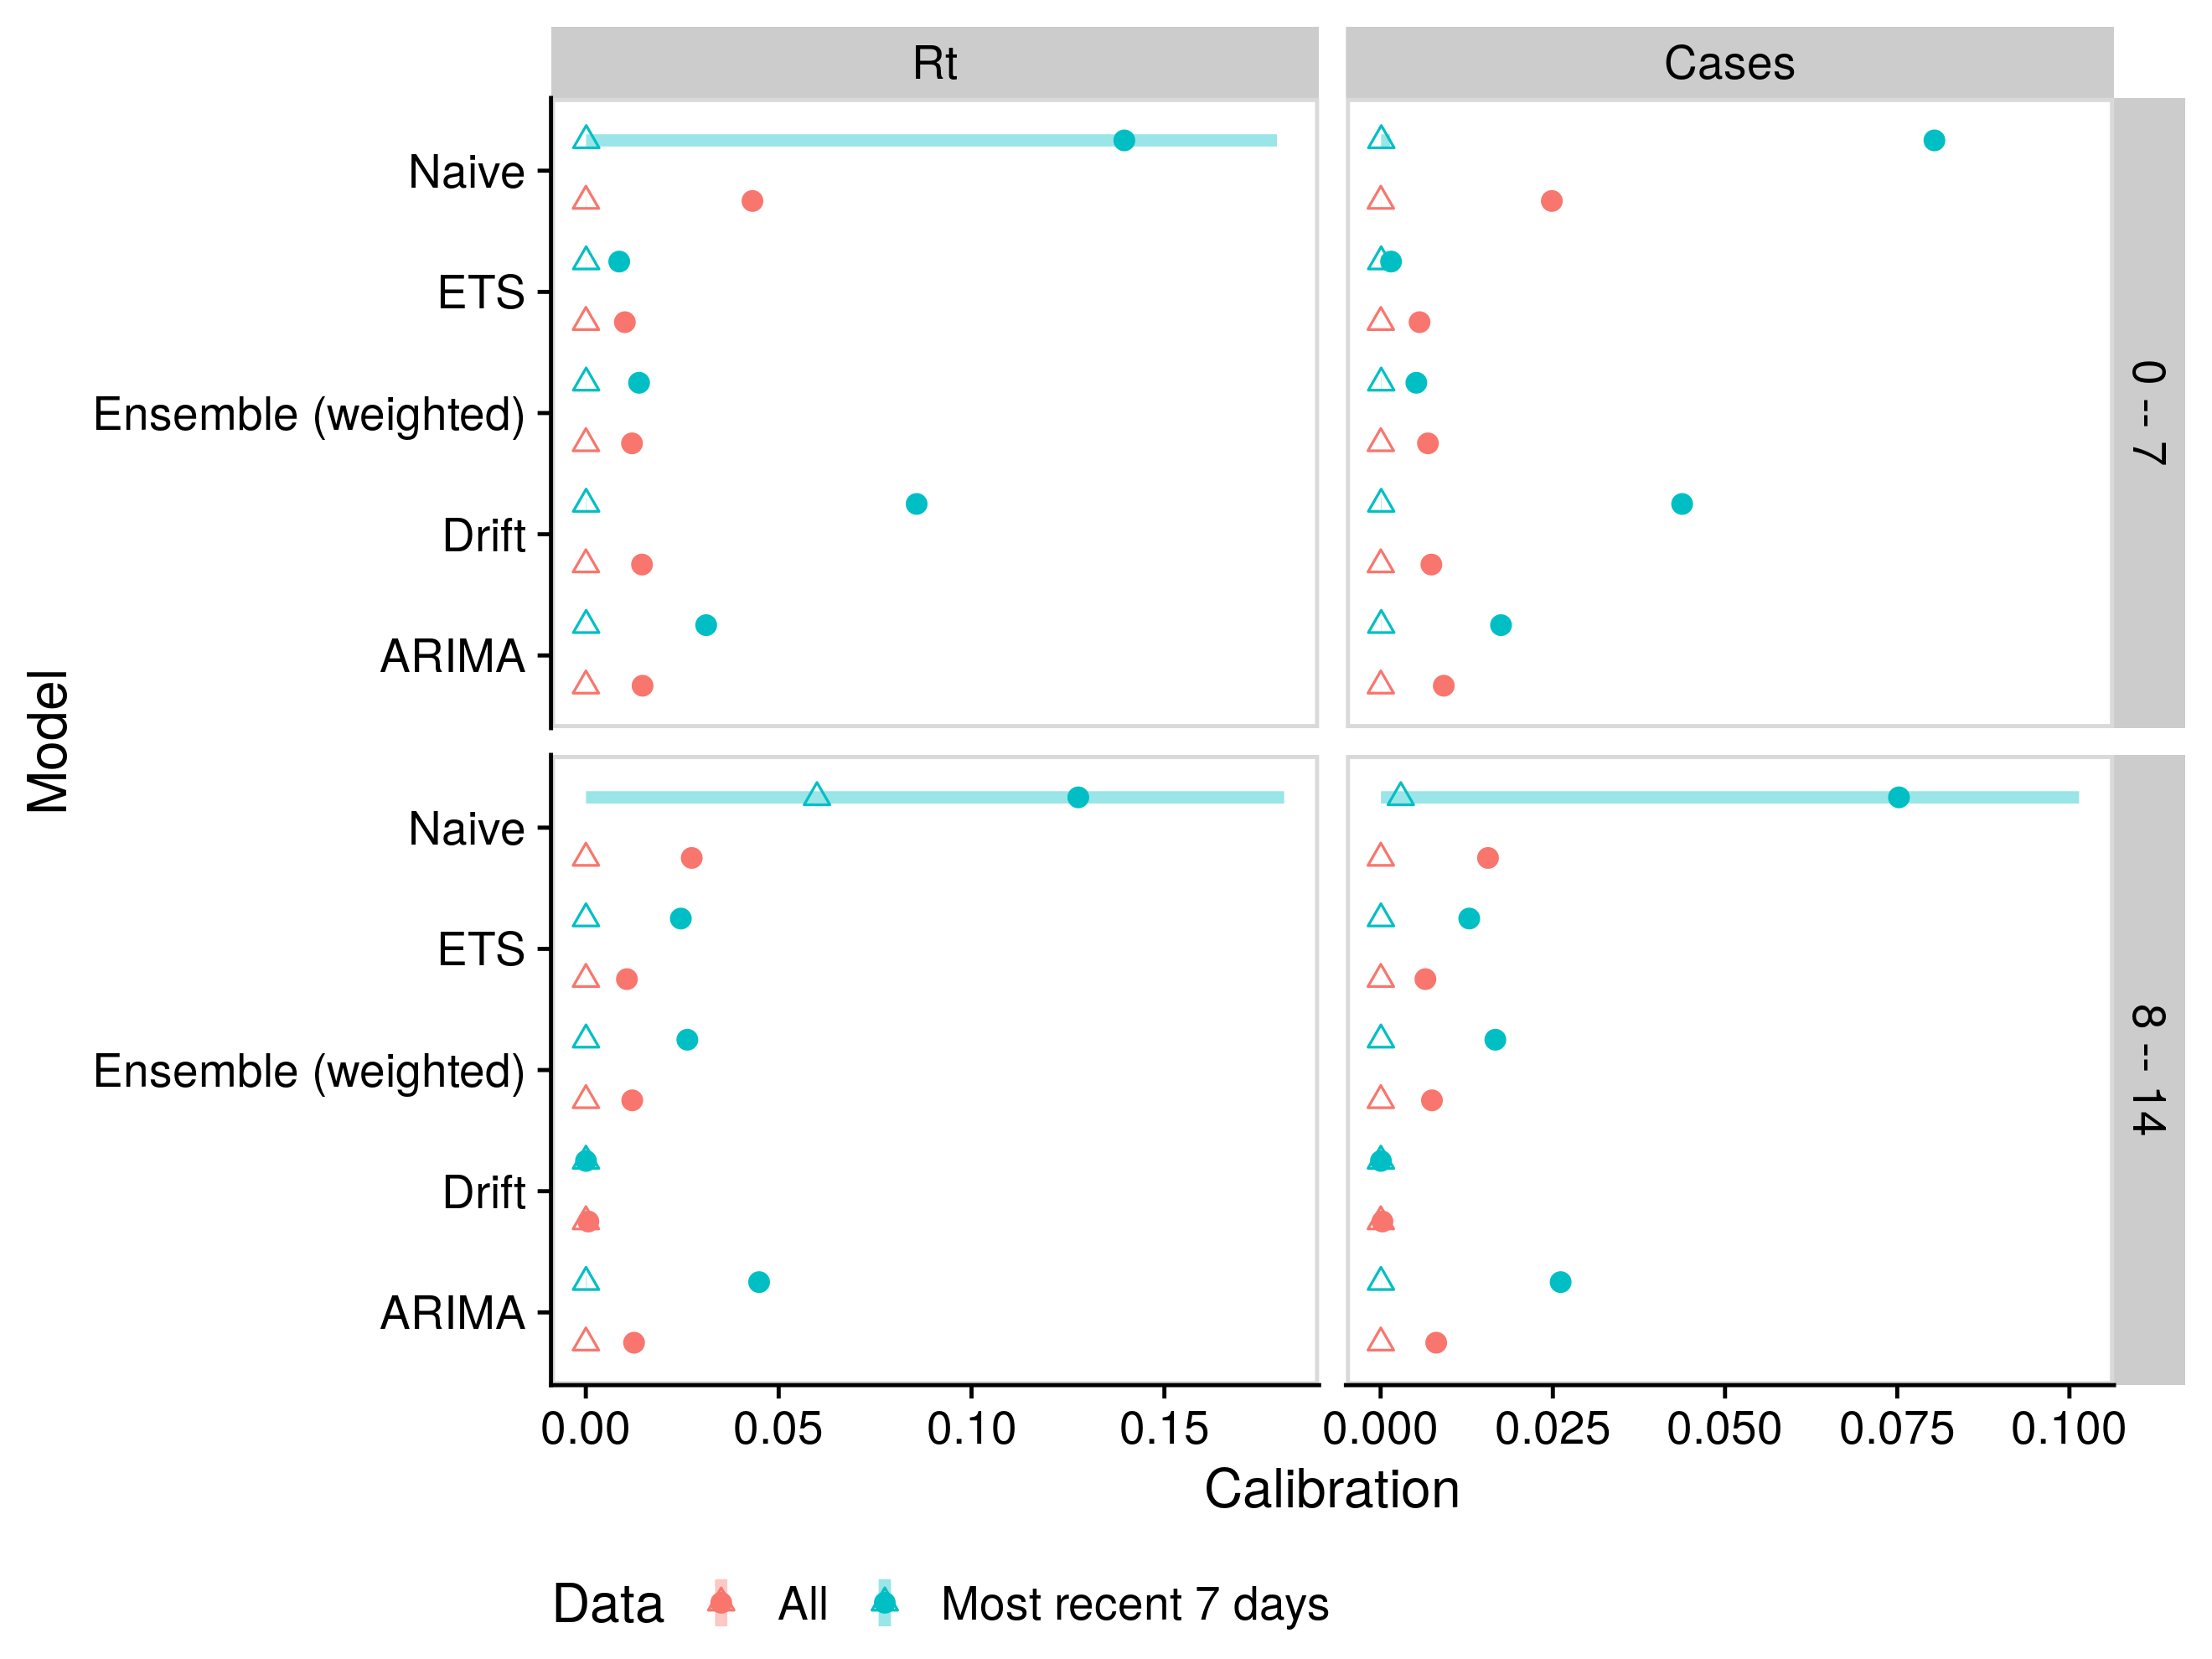 Rt
Cases
Naive
ETS
Ensemble (weighted)
Drift
ARIMA
0 -- 7
Model
Naive
ETS
Ensemble (weighted)
Drift
ARIMA
8 -- 14
0.00 0.05 0.10 0.15
0.000 0.025 0.050 0.075 0.100
Calibration
Data All Most recent 7 days